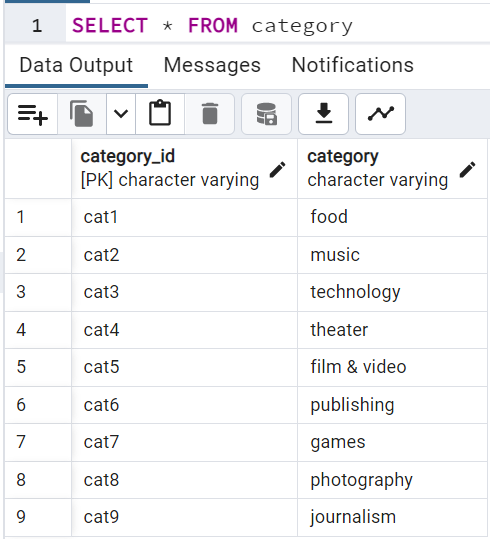 1 SELECT * FROM category
Data Output Messages Notifications
category_id category
[PK] character varying character varying
1 cat1 food
2 cat2 music
3 cat3 technology
4 cat4 theater
5 cat5 film & video
6 cat6 publishing
7 cat7 games
8 cat8 photography
9 cat9 journalism